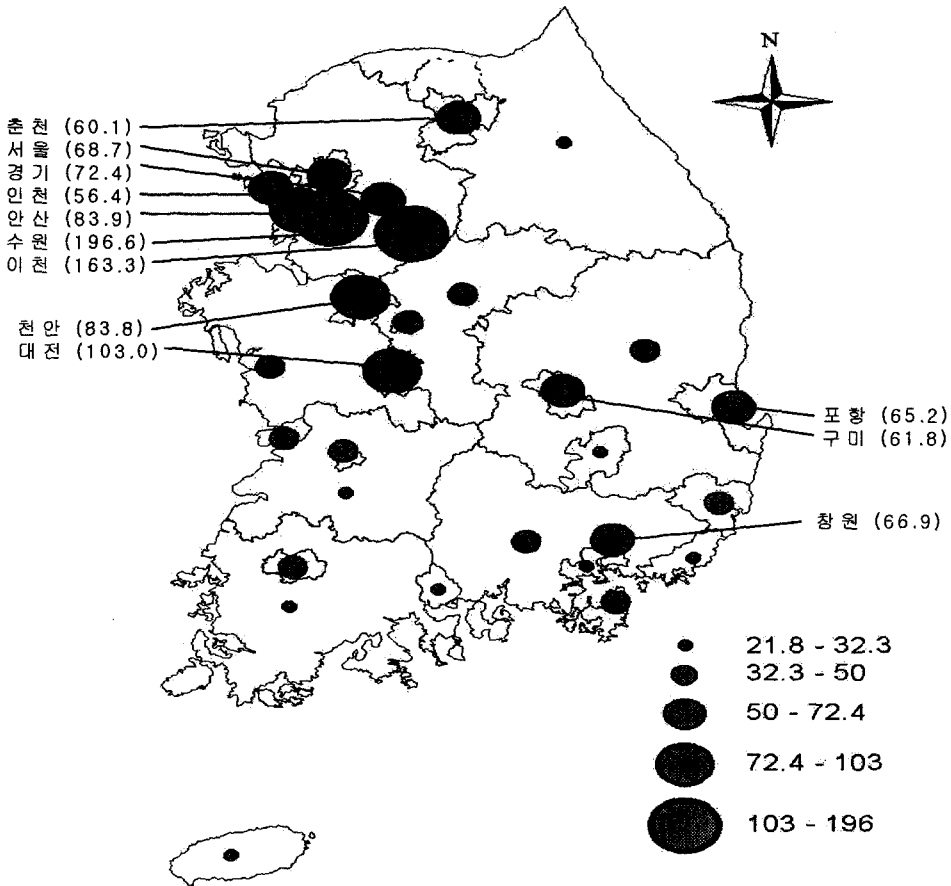 N
춘천 (60.1)
서울 (68.7)
경기 (72.4)
인천 (56.4)
안산 (83.9)
수원 (196.6)
이천 (163.3)
천안 (83.8)
대전 (103.0)
포항 (65.2)
구미 (61.8)
창원 (66.9)
21.8 - 32.3
32.3 - 50
50 - 72.4
72.4 - 103
103 - 196